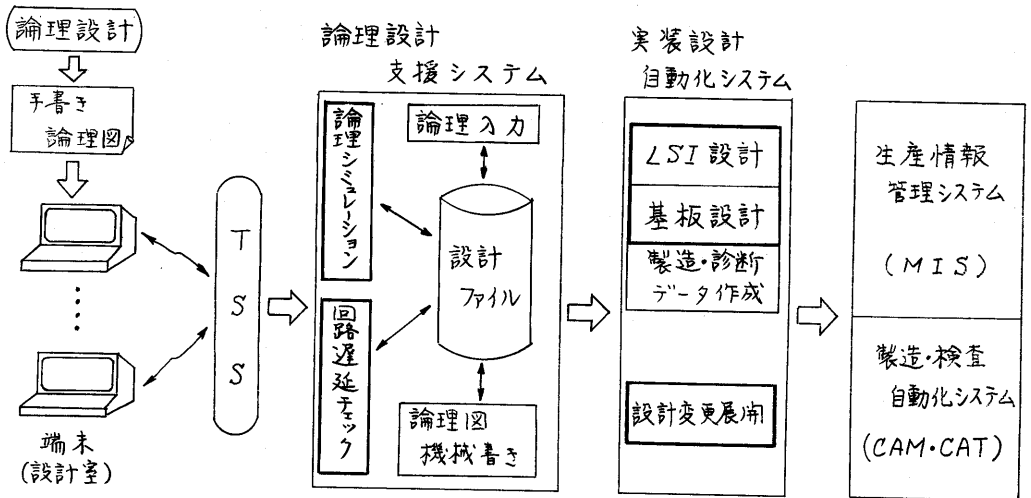 論理設計
手書き
論理図
端末
(設計室)
TSS
論理設計
支援システム
論理シミュレーション
回路遅延チェック
論理入力
設計
ファイル
論理図
機械書き
実装設計
自動化システム
LSI設計
基板設計
製造・診断
データ作成
設計変更展開
生産情報
管理システム
(MIS)
製造・検査
自動化システム
(CAM・CAT)